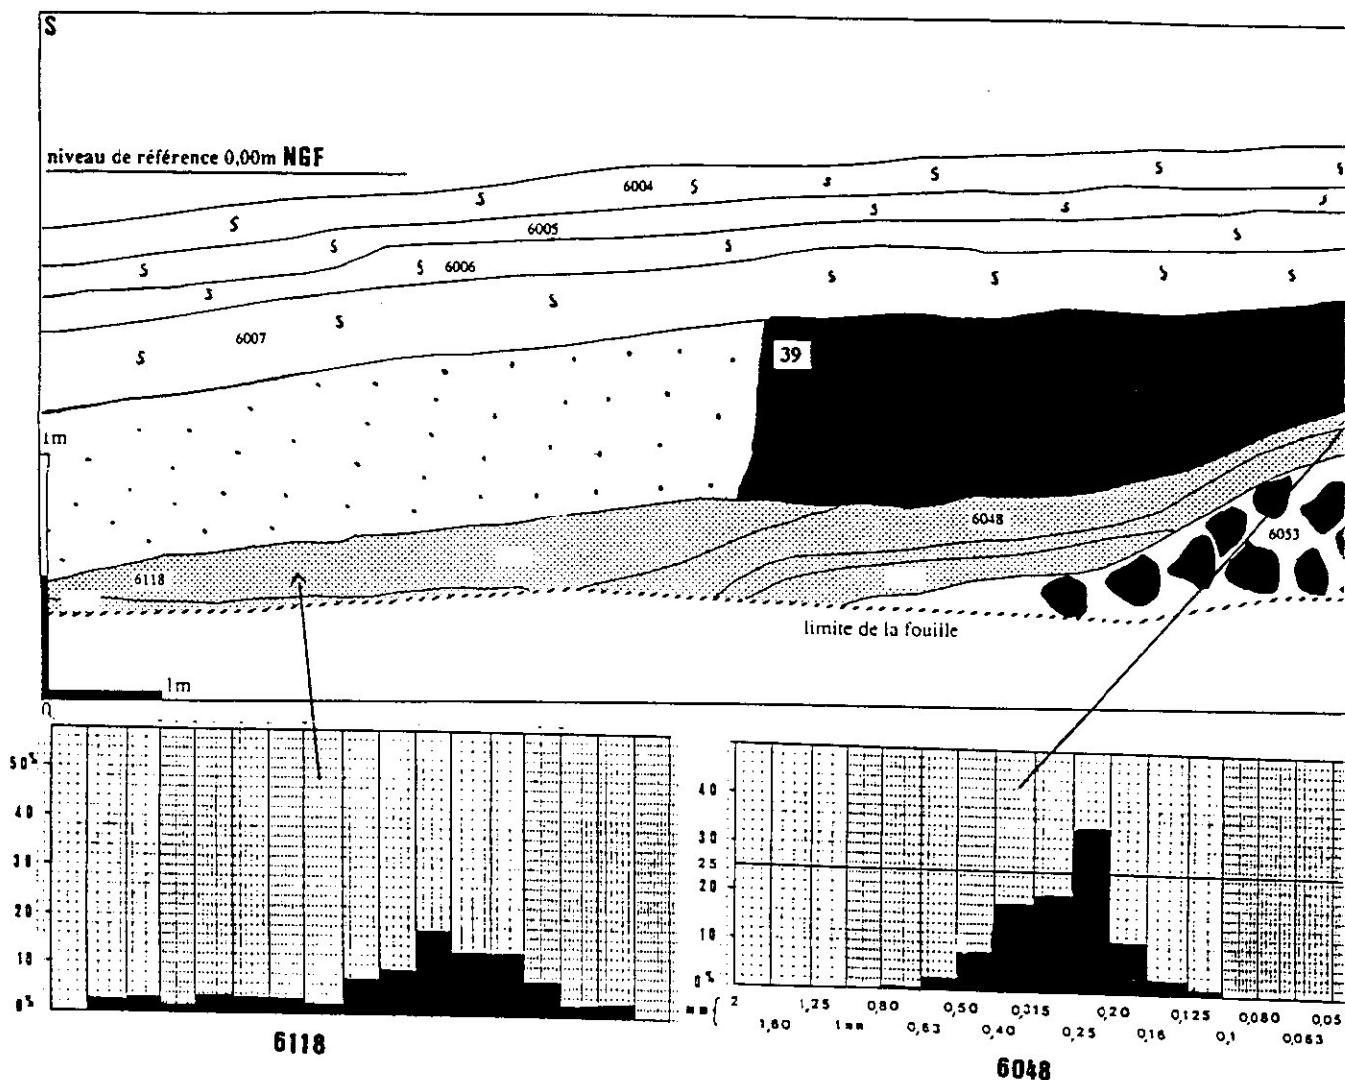 S
niveau de référence 0,00m NGF
6004
S S S S S S
S S S S
6005
S S S S
S S 6006 S S S S
S
S S
6007
S
39
1m
6048
6053
6118
limite de la fouille
1m
0
50%
40
30
20
10
0%
6118
40
30
25
20
10
0%
mm { 2 1,25 0,80 0,50 0,315 0,20 0,125 0,080 0,05
1,60 1mm 0,63 0,40 0,25 0,16 0,1 0,063
6048